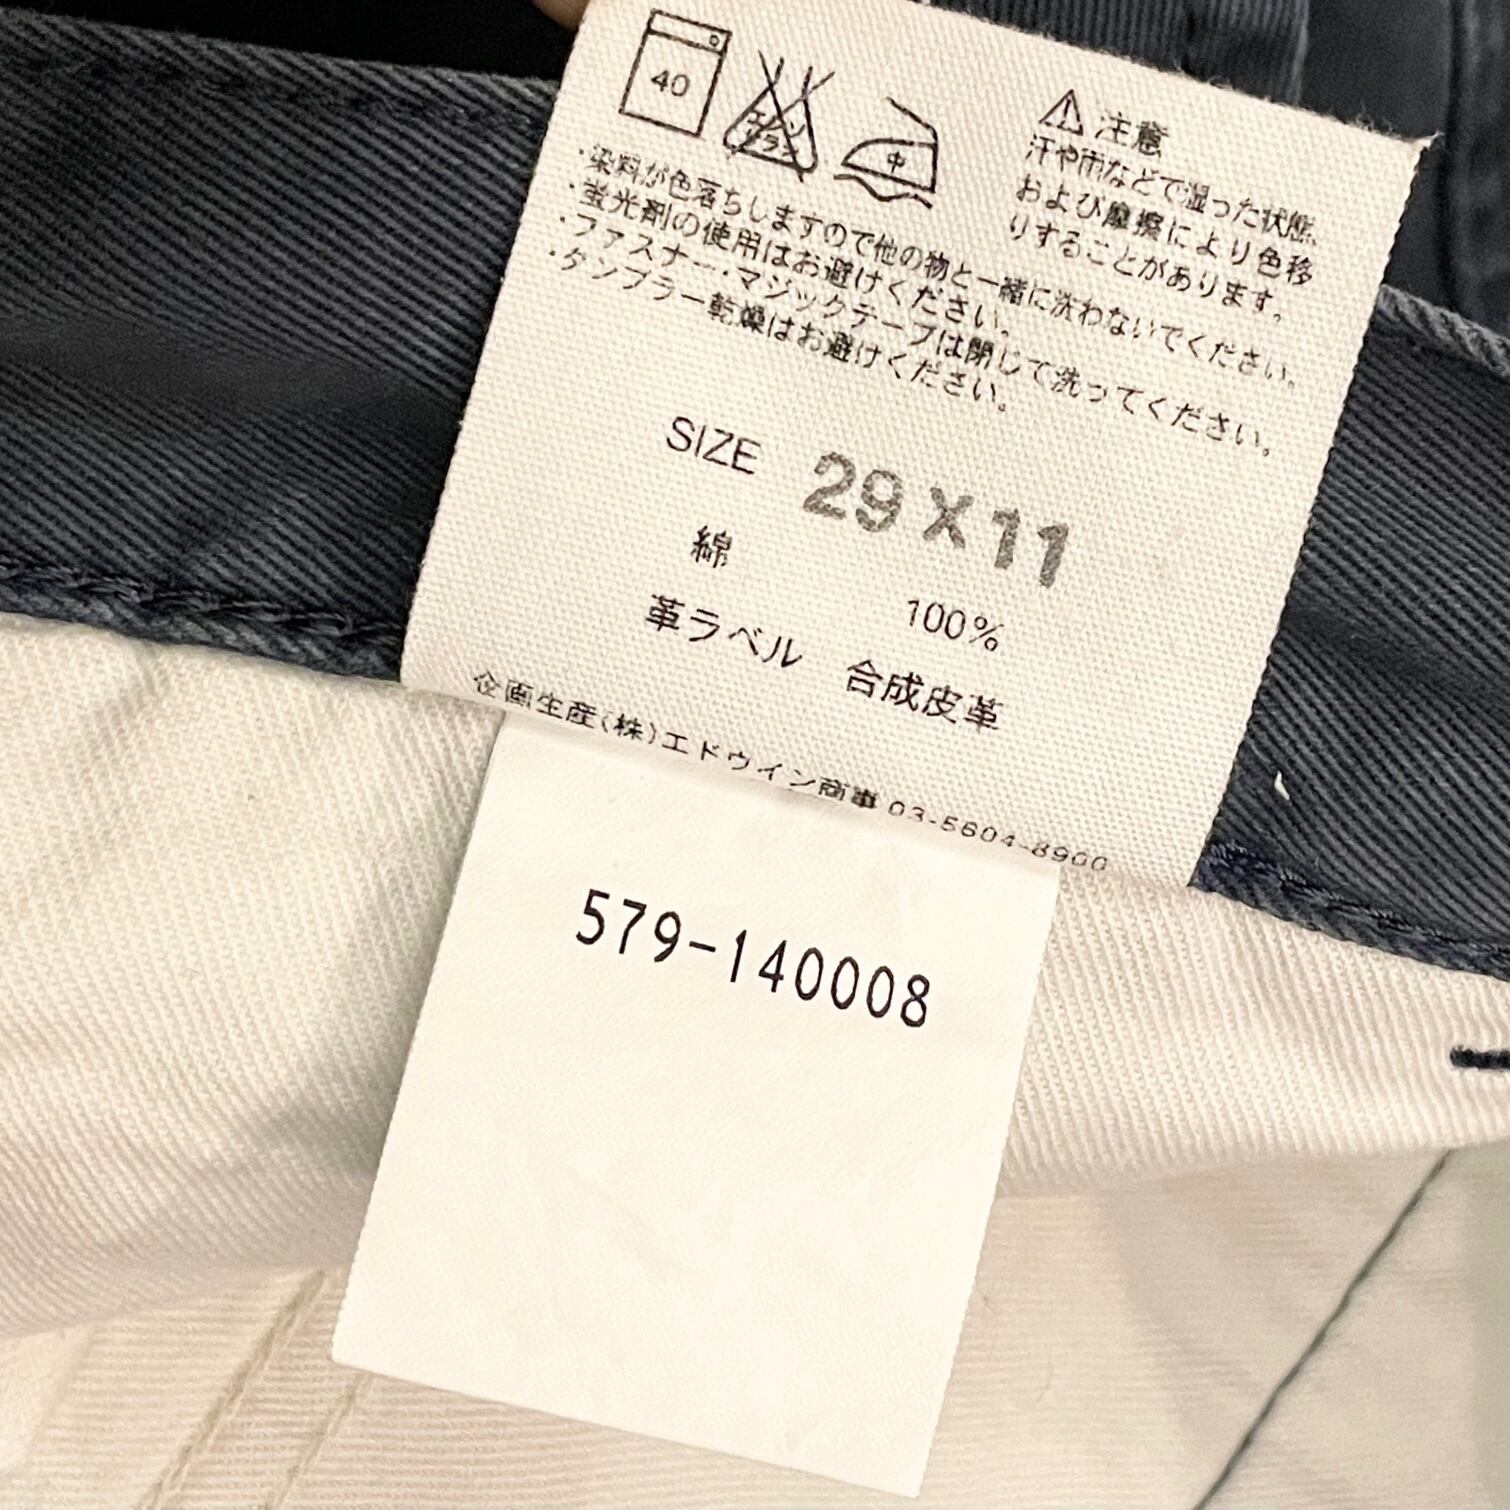 40
エンソ
フラシ
中
注意
汗や雨などで湿った状態、
および摩擦により色移
りすることがあります。
・染料が色落ちしますので他の物と一緒に洗わないでください。
・蛍光剤の使用はお避けください。
・ファスナー・マジックテープは閉じて洗ってください。
・タンブラー乾燥はお避けください。
SIZE 29X11
綿 100%
革ラベル 合成皮革
企画生産(株)エドウイン商事 03-5604-8900
579-140008